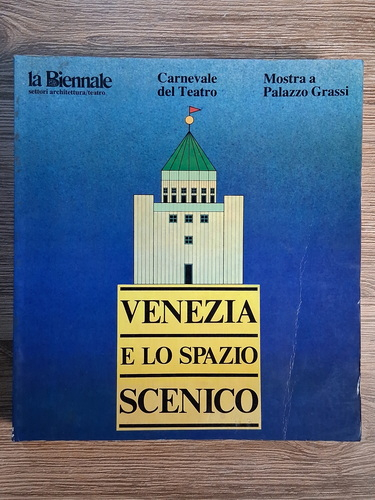 la Biennale
settori architettura/teatro
Carnevale
del Teatro
Mostra a
Palazzo Grassi
VENEZIA
E LO SPAZIO
SCENICO